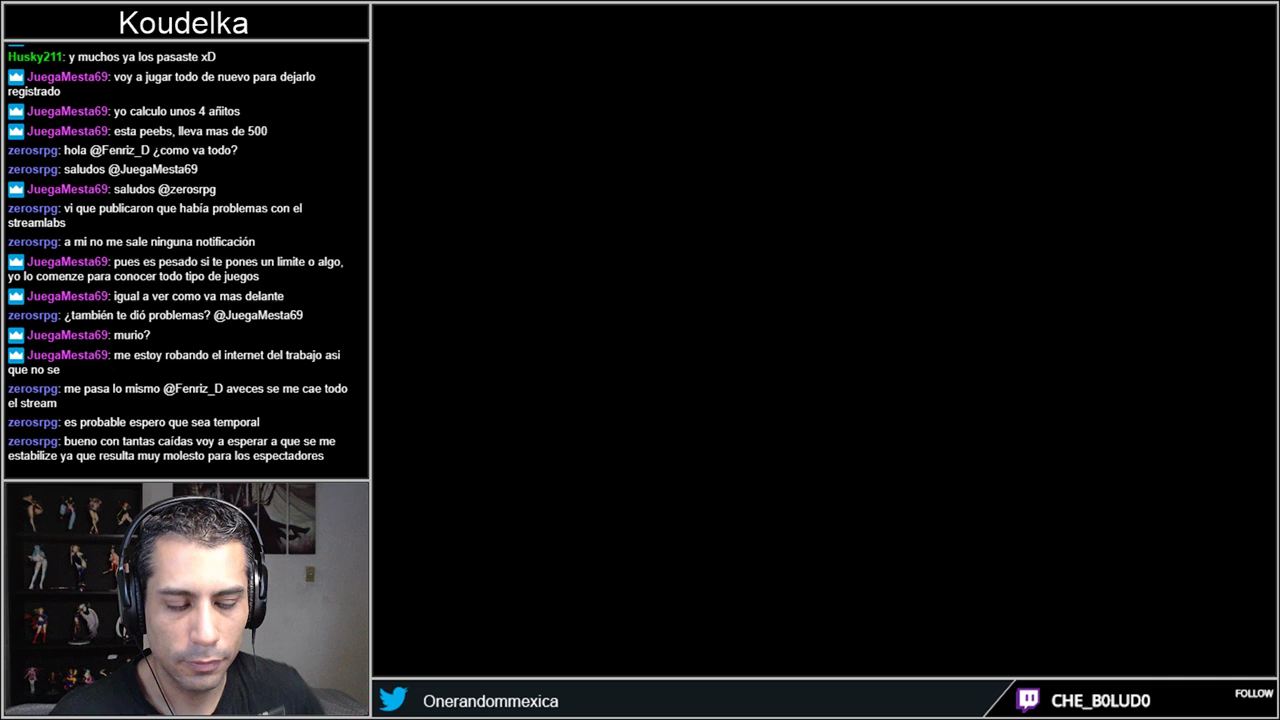 Koudelka
Husky211: y muchos ya los pasaste xD
JuegaMesta69: voy a jugar todo de nuevo para dejarlo
registrado
JuegaMesta69: yo calculo unos 4 añitos
JuegaMesta69: esta peebs, lleva mas de 500
zerosrpg: hola @Fenriz_D ¿como va todo?
zerosrpg: saludos @JuegaMesta69
JuegaMesta69: saludos @zerosrpg
zerosrpg: vi que publicaron que había problemas con el
streamlabs
zerosrpg: a mi no me sale ninguna notificación
JuegaMesta69: pues es pesado si te pones un limite o algo,
yo lo comenze para conocer todo tipo de juegos
JuegaMesta69: igual a ver como va mas delante
zerosrpg: ¿también te dió problemas? @JuegaMesta69
JuegaMesta69: murio?
JuegaMesta69: me estoy robando el internet del trabajo asi
que no se
zerosrpg: me pasa lo mismo @Fenriz_D aveces se me cae todo
el stream
zerosrpg: es probable espero que sea temporal
zerosrpg: bueno con tantas caídas voy a esperar a que se me
estabilize ya que resulta muy molesto para los espectadores
Onerandommexica
CHE_B0LUD0
FOLLOW